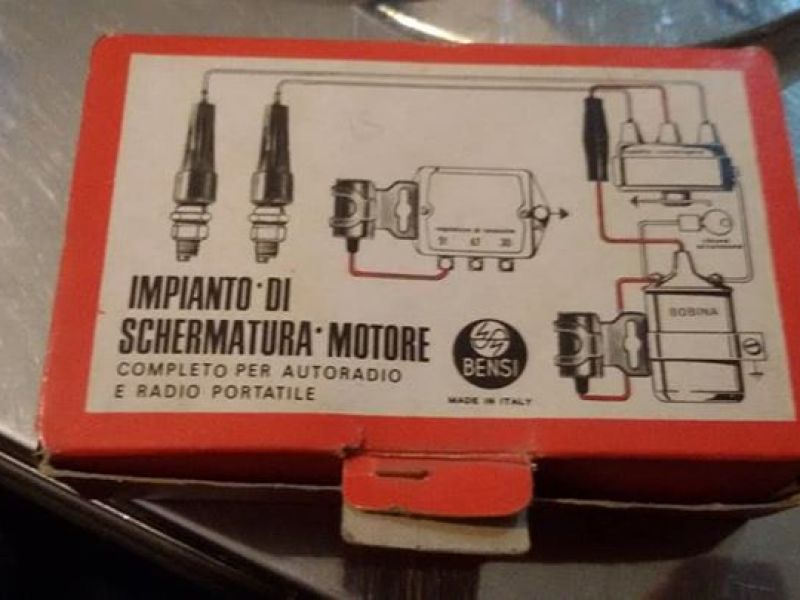 IMPIANTO·DI
SCHERMATURA·MOTORE
COMPLETO PER AUTORADIO
E RADIO PORTATILE
BENSI
MADE IN ITALY
51 67 30
BOBINA